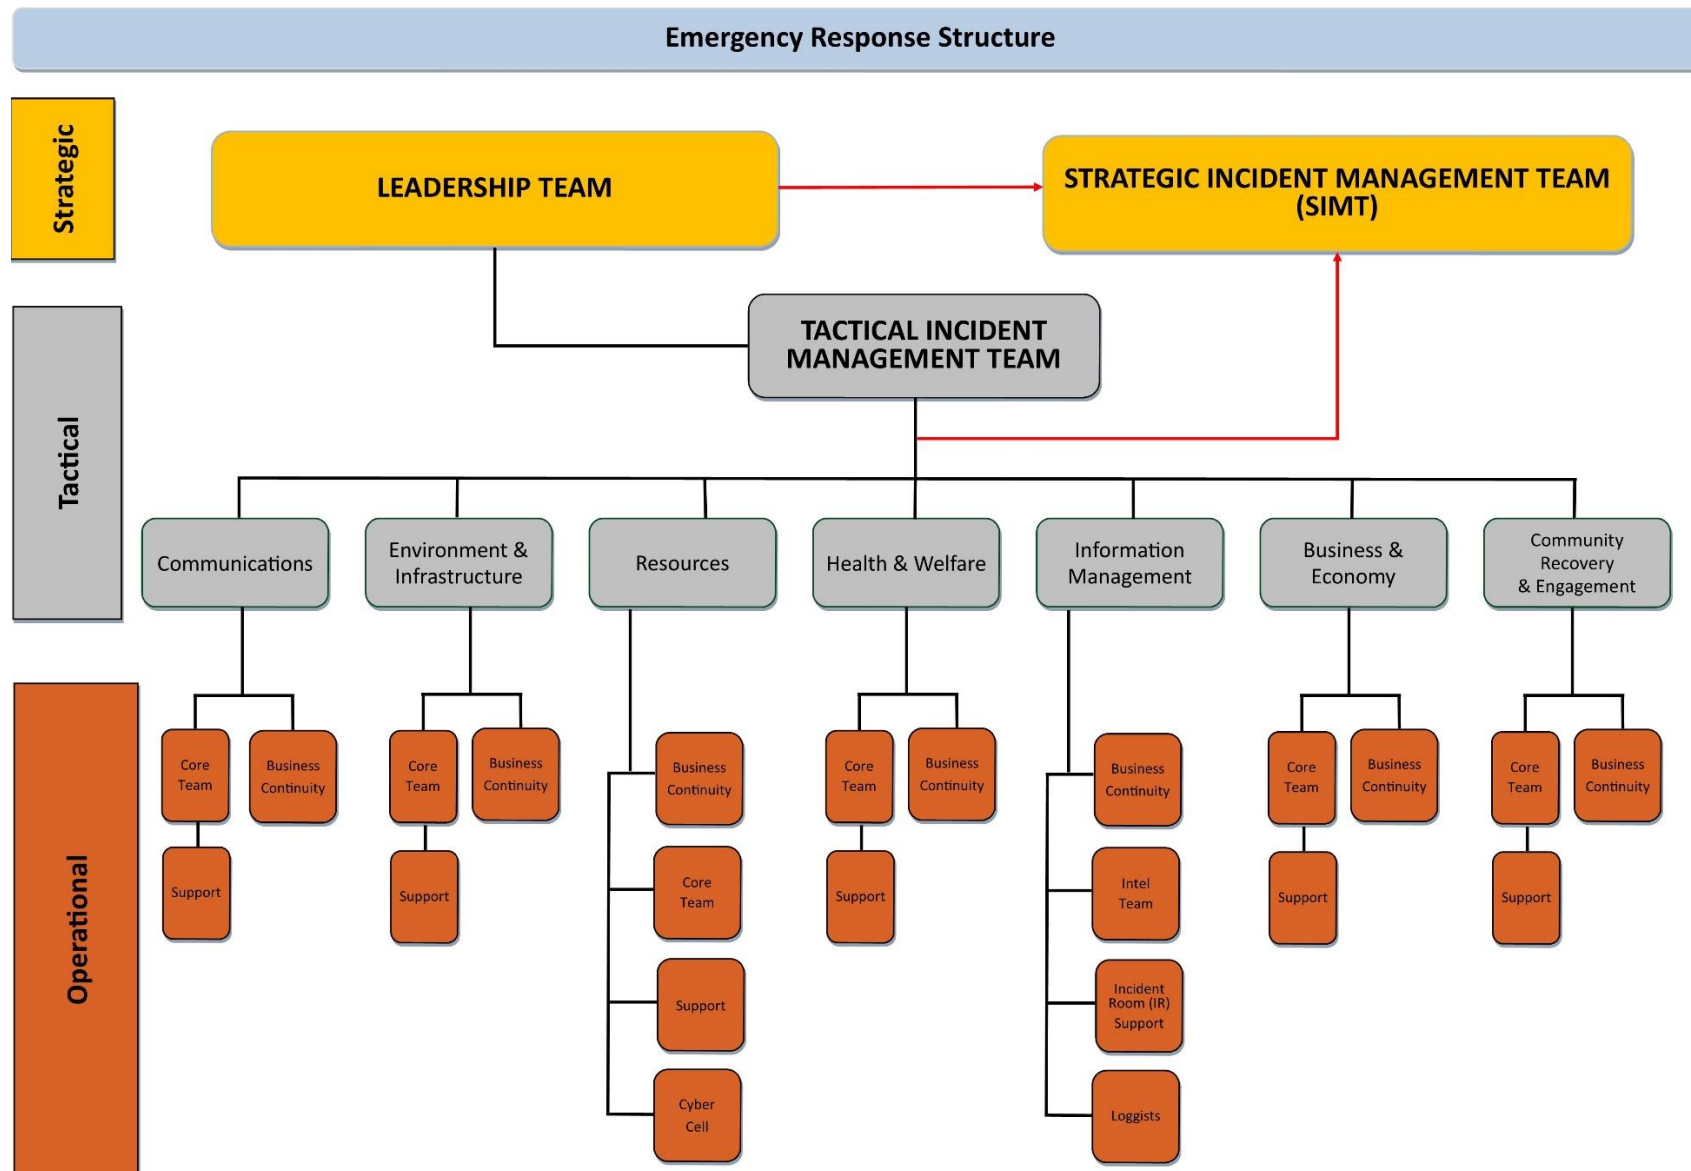 Emergency Response Structure
Strategic
LEADERSHIP TEAM
STRATEGIC INCIDENT MANAGEMENT TEAM
(SIMT)
Tactical
TACTICAL INCIDENT
MANAGEMENT TEAM
Communications
Environment &
Infrastructure
Resources
Health & Welfare
Information
Management
Business &
Economy
Community
Recovery
& Engagement
Operational
Core
Team
Business
Continuity
Support
Core
Team
Business
Continuity
Support
Business
Continuity
Core
Team
Support
Cyber
Cell
Core
Team
Business
Continuity
Support
Business
Continuity
Intel
Team
Incident
Room (IR)
Support
Loggists
Core
Team
Business
Continuity
Support
Core
Team
Business
Continuity
Support